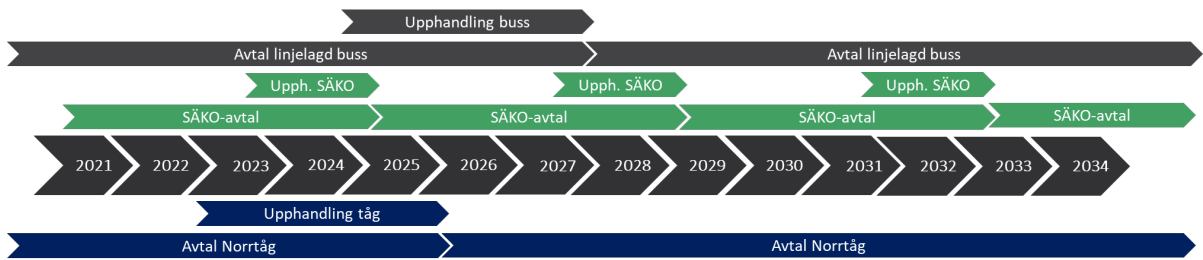 Upphandling buss
Avtal linjelagd buss Avtal linjelagd buss
Upph. SÄKO Upph. SÄKO Upph. SÄKO
SÄKO-avtal SÄKO-avtal SÄKO-avtal SÄKO-avtal
2021 2022 2023 2024 2025 2026 2027 2028 2029 2030 2031 2032 2033 2034
Upphandling tåg
Avtal Norrtåg Avtal Norrtåg